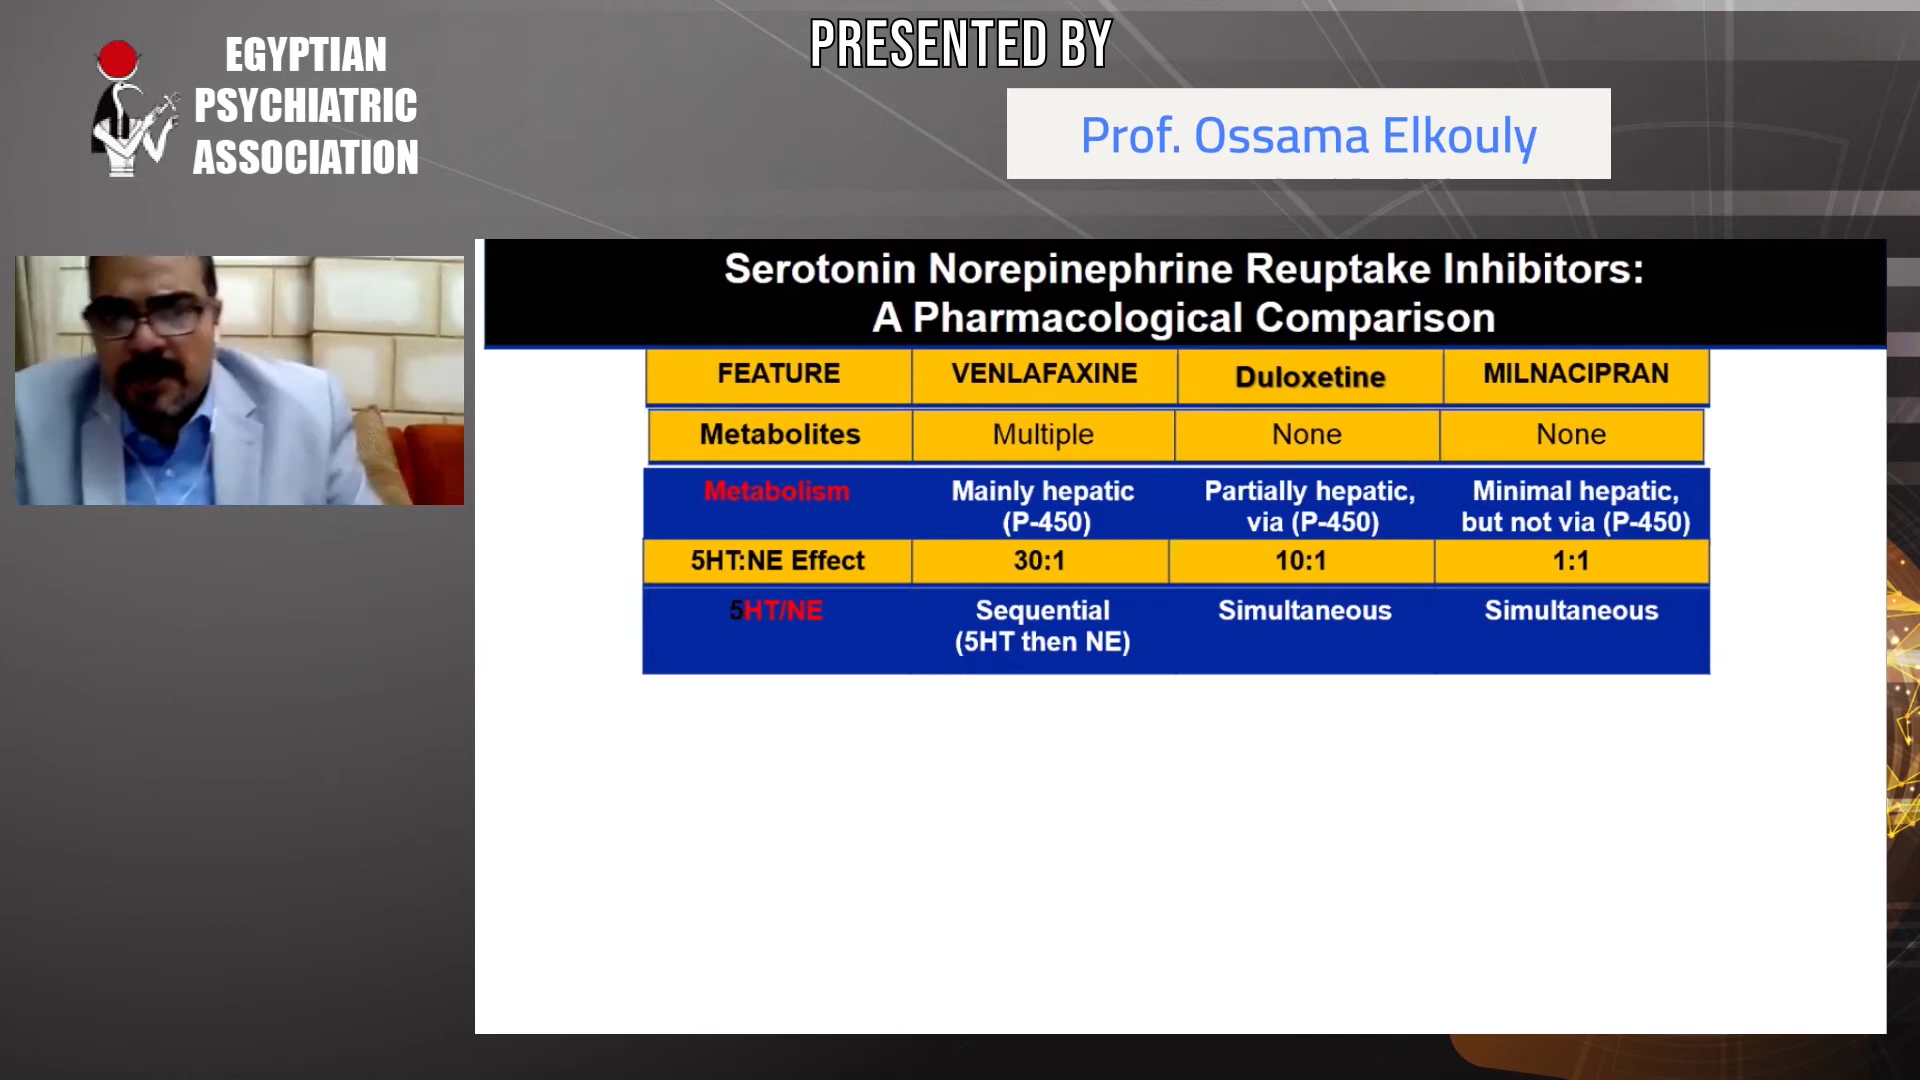 PRESENTED BY
EGYPTIAN
PSYCHIATRIC
ASSOCIATION
Prof. Ossama Elkouly
Serotonin Norepinephrine Reuptake Inhibitors:
A Pharmacological Comparison
FEATURE VENLAFAXINE Duloxetine MILNACIPRAN
Metabolites Multiple None None
Metabolism Mainly hepatic Partially hepatic, Minimal hepatic,
(P-450) via (P-450) but not via (P-450)
5HT:NE Effect 30:1 10:1 1:1
5HT/NE Sequential Simultaneous Simultaneous
(5HT then NE)